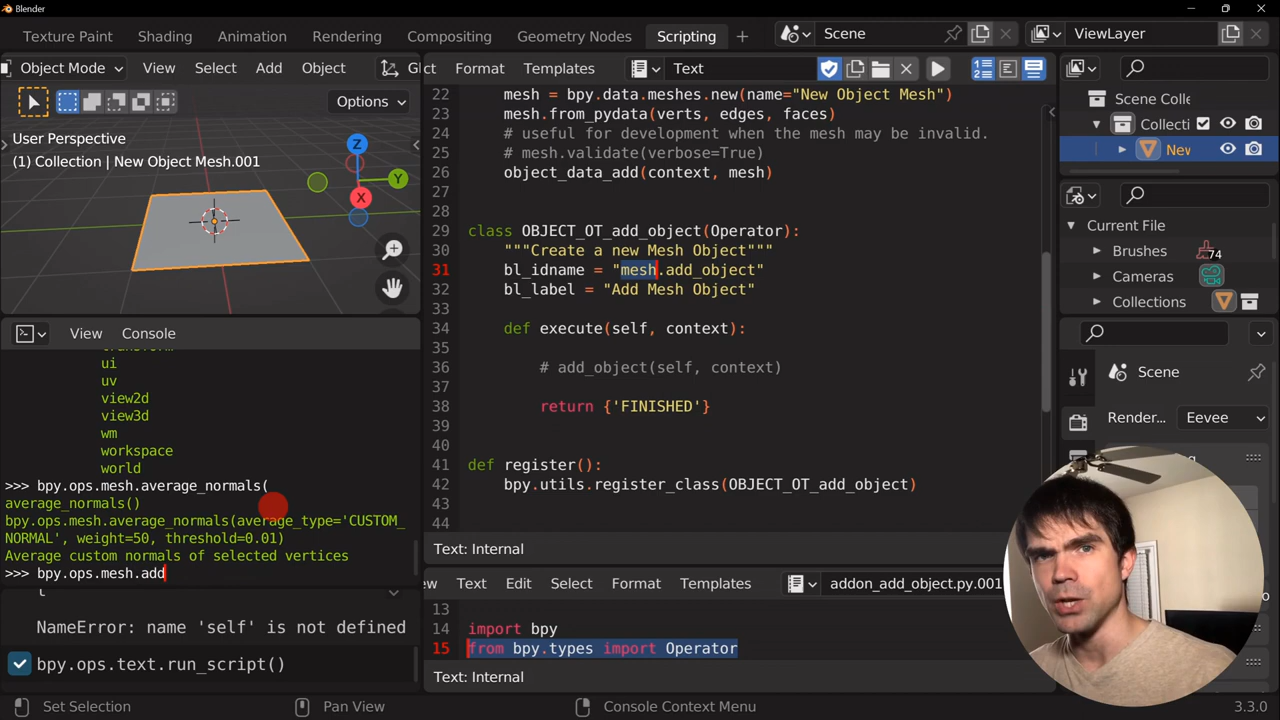 Blender
Texture Paint Shading Animation Rendering Compositing Geometry Nodes Scripting + Scene ViewLayer
Object Mode View Select Add Object
Options
User Perspective
(1) Collection | New Object Mesh.001
Z
Y
X
Format Templates Text
22 mesh = bpy.data.meshes.new(name="New Object Mesh")
23 mesh.from_pydata(verts, edges, faces)
24 # useful for development when the mesh may be invalid.
25 # mesh.validate(verbose=True)
26 object_data_add(context, mesh)
27
28
29 class OBJECT_OT_add_object(Operator):
30 """Create a new Mesh Object"""
31 bl_idname = "mesh.add_object"
32 bl_label = "Add Mesh Object"
33
34 def execute(self, context):
35
36 # add_object(self, context)
37
38 return {'FINISHED'}
39
40
41 def register():
42 bpy.utils.register_class(OBJECT_OT_add_object)
43
44
Text: Internal
ew Text Edit Select Format Templates addon_add_object.py.001
13
14 import bpy
15 from bpy.types import Operator
Text: Internal
View Console
ui
uv
view2d
view3d
wm
workspace
world
>>> bpy.ops.mesh.average_normals(
average_normals()
bpy.ops.mesh.average_normals(average_type='CUSTOM_
NORMAL', weight=50, threshold=0.01)
Average custom normals of selected vertices
>>> bpy.ops.mesh.add
NameError: name 'self' is not defined
bpy.ops.text.run_script()
Scene Colle
Collecti
Nev
Current File
Brushes 74
Cameras
Collections
Scene
Render... Eevee
Set Selection Pan View Console Context Menu 3.3.0